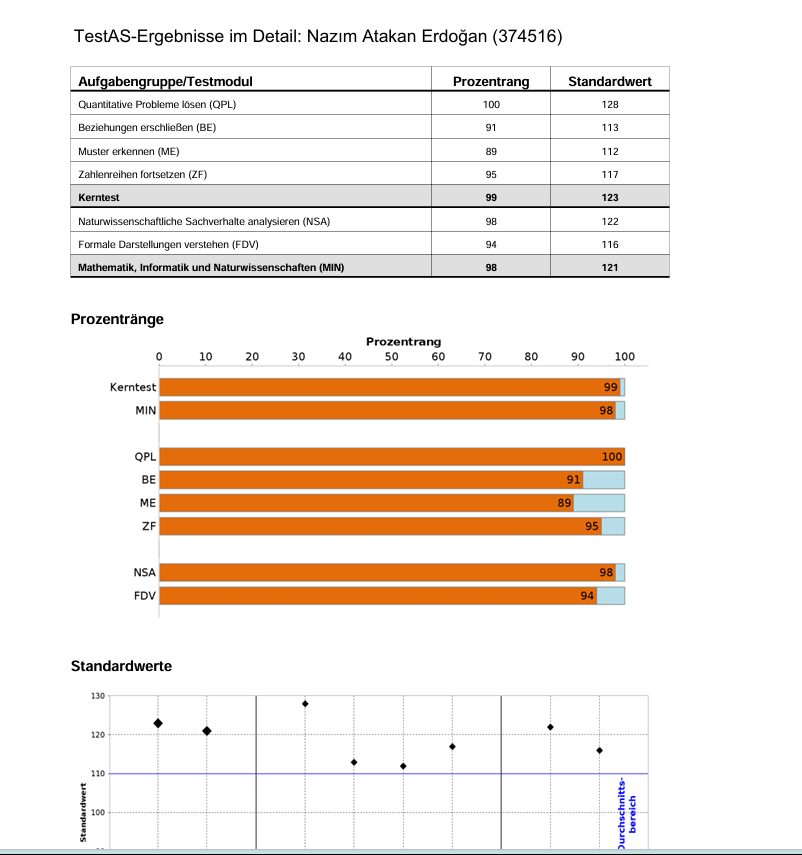 TestAS-Ergebnisse im Detail: Nazım Atakan Erdoğan (374516)
Aufgabengruppe/Testmodul Prozentrang Standardwert
Quantitative Probleme lösen (QPL) 100 128
Beziehungen erschließen (BE) 91 113
Muster erkennen (ME) 89 112
Zahlenreihen fortsetzen (ZF) 95 117
Kerntest 99 123
Naturwissenschaftliche Sachverhalte analysieren (NSA) 98 122
Formale Darstellungen verstehen (FDV) 94 116
Mathematik, Informatik und Naturwissenschaften (MIN) 98 121
Prozentränge
Prozentrang
0 10 20 30 40 50 60 70 80 90 100
Kerntest 99
MIN 98
QPL 100
BE 91
ME 89
ZF 95
NSA 98
FDV 94
Standardwerte
130
120
110
100
Standardwert
Durchschnitts-
bereich